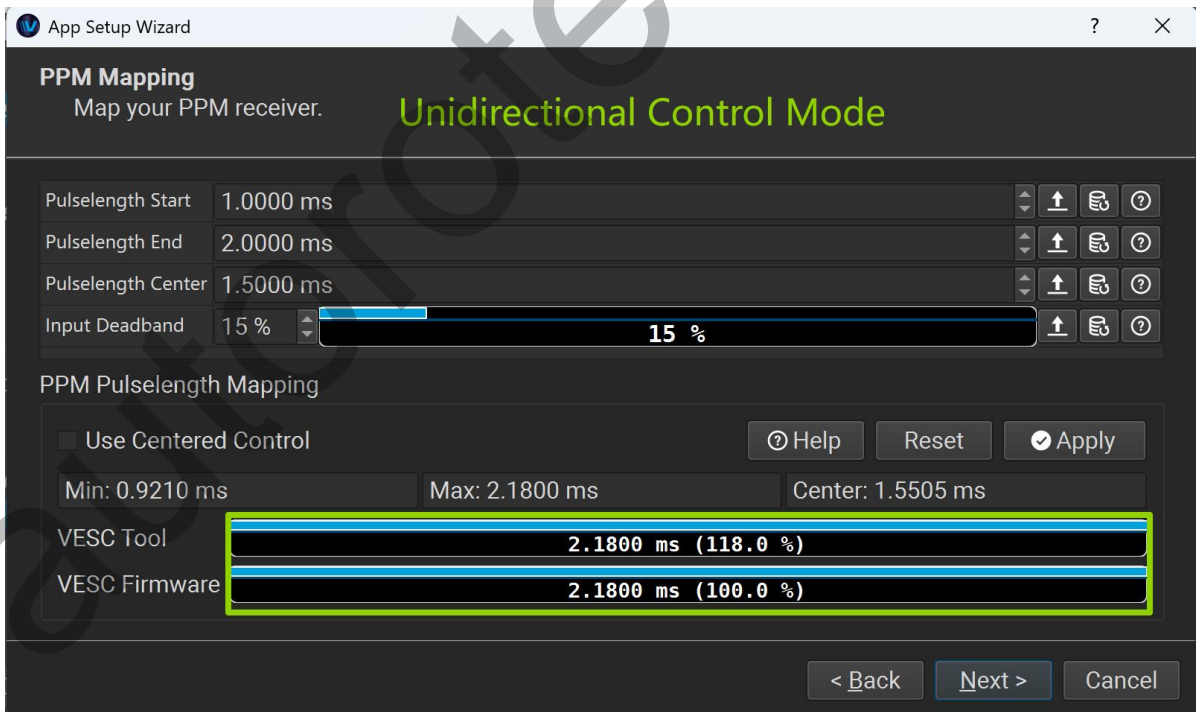 App Setup Wizard
PPM Mapping
Map your PPM receiver.
Unidirectional Control Mode
Pulselength Start 1.0000 ms
Pulselength End 2.0000 ms
Pulselength Center 1.5000 ms
Input Deadband 15 % 15 %
PPM Pulselength Mapping
Use Centered Control Help Reset Apply
Min: 0.9210 ms Max: 2.1800 ms Center: 1.5505 ms
VESC Tool 2.1800 ms (118.0 %)
VESC Firmware 2.1800 ms (100.0 %)
< Back Next > Cancel